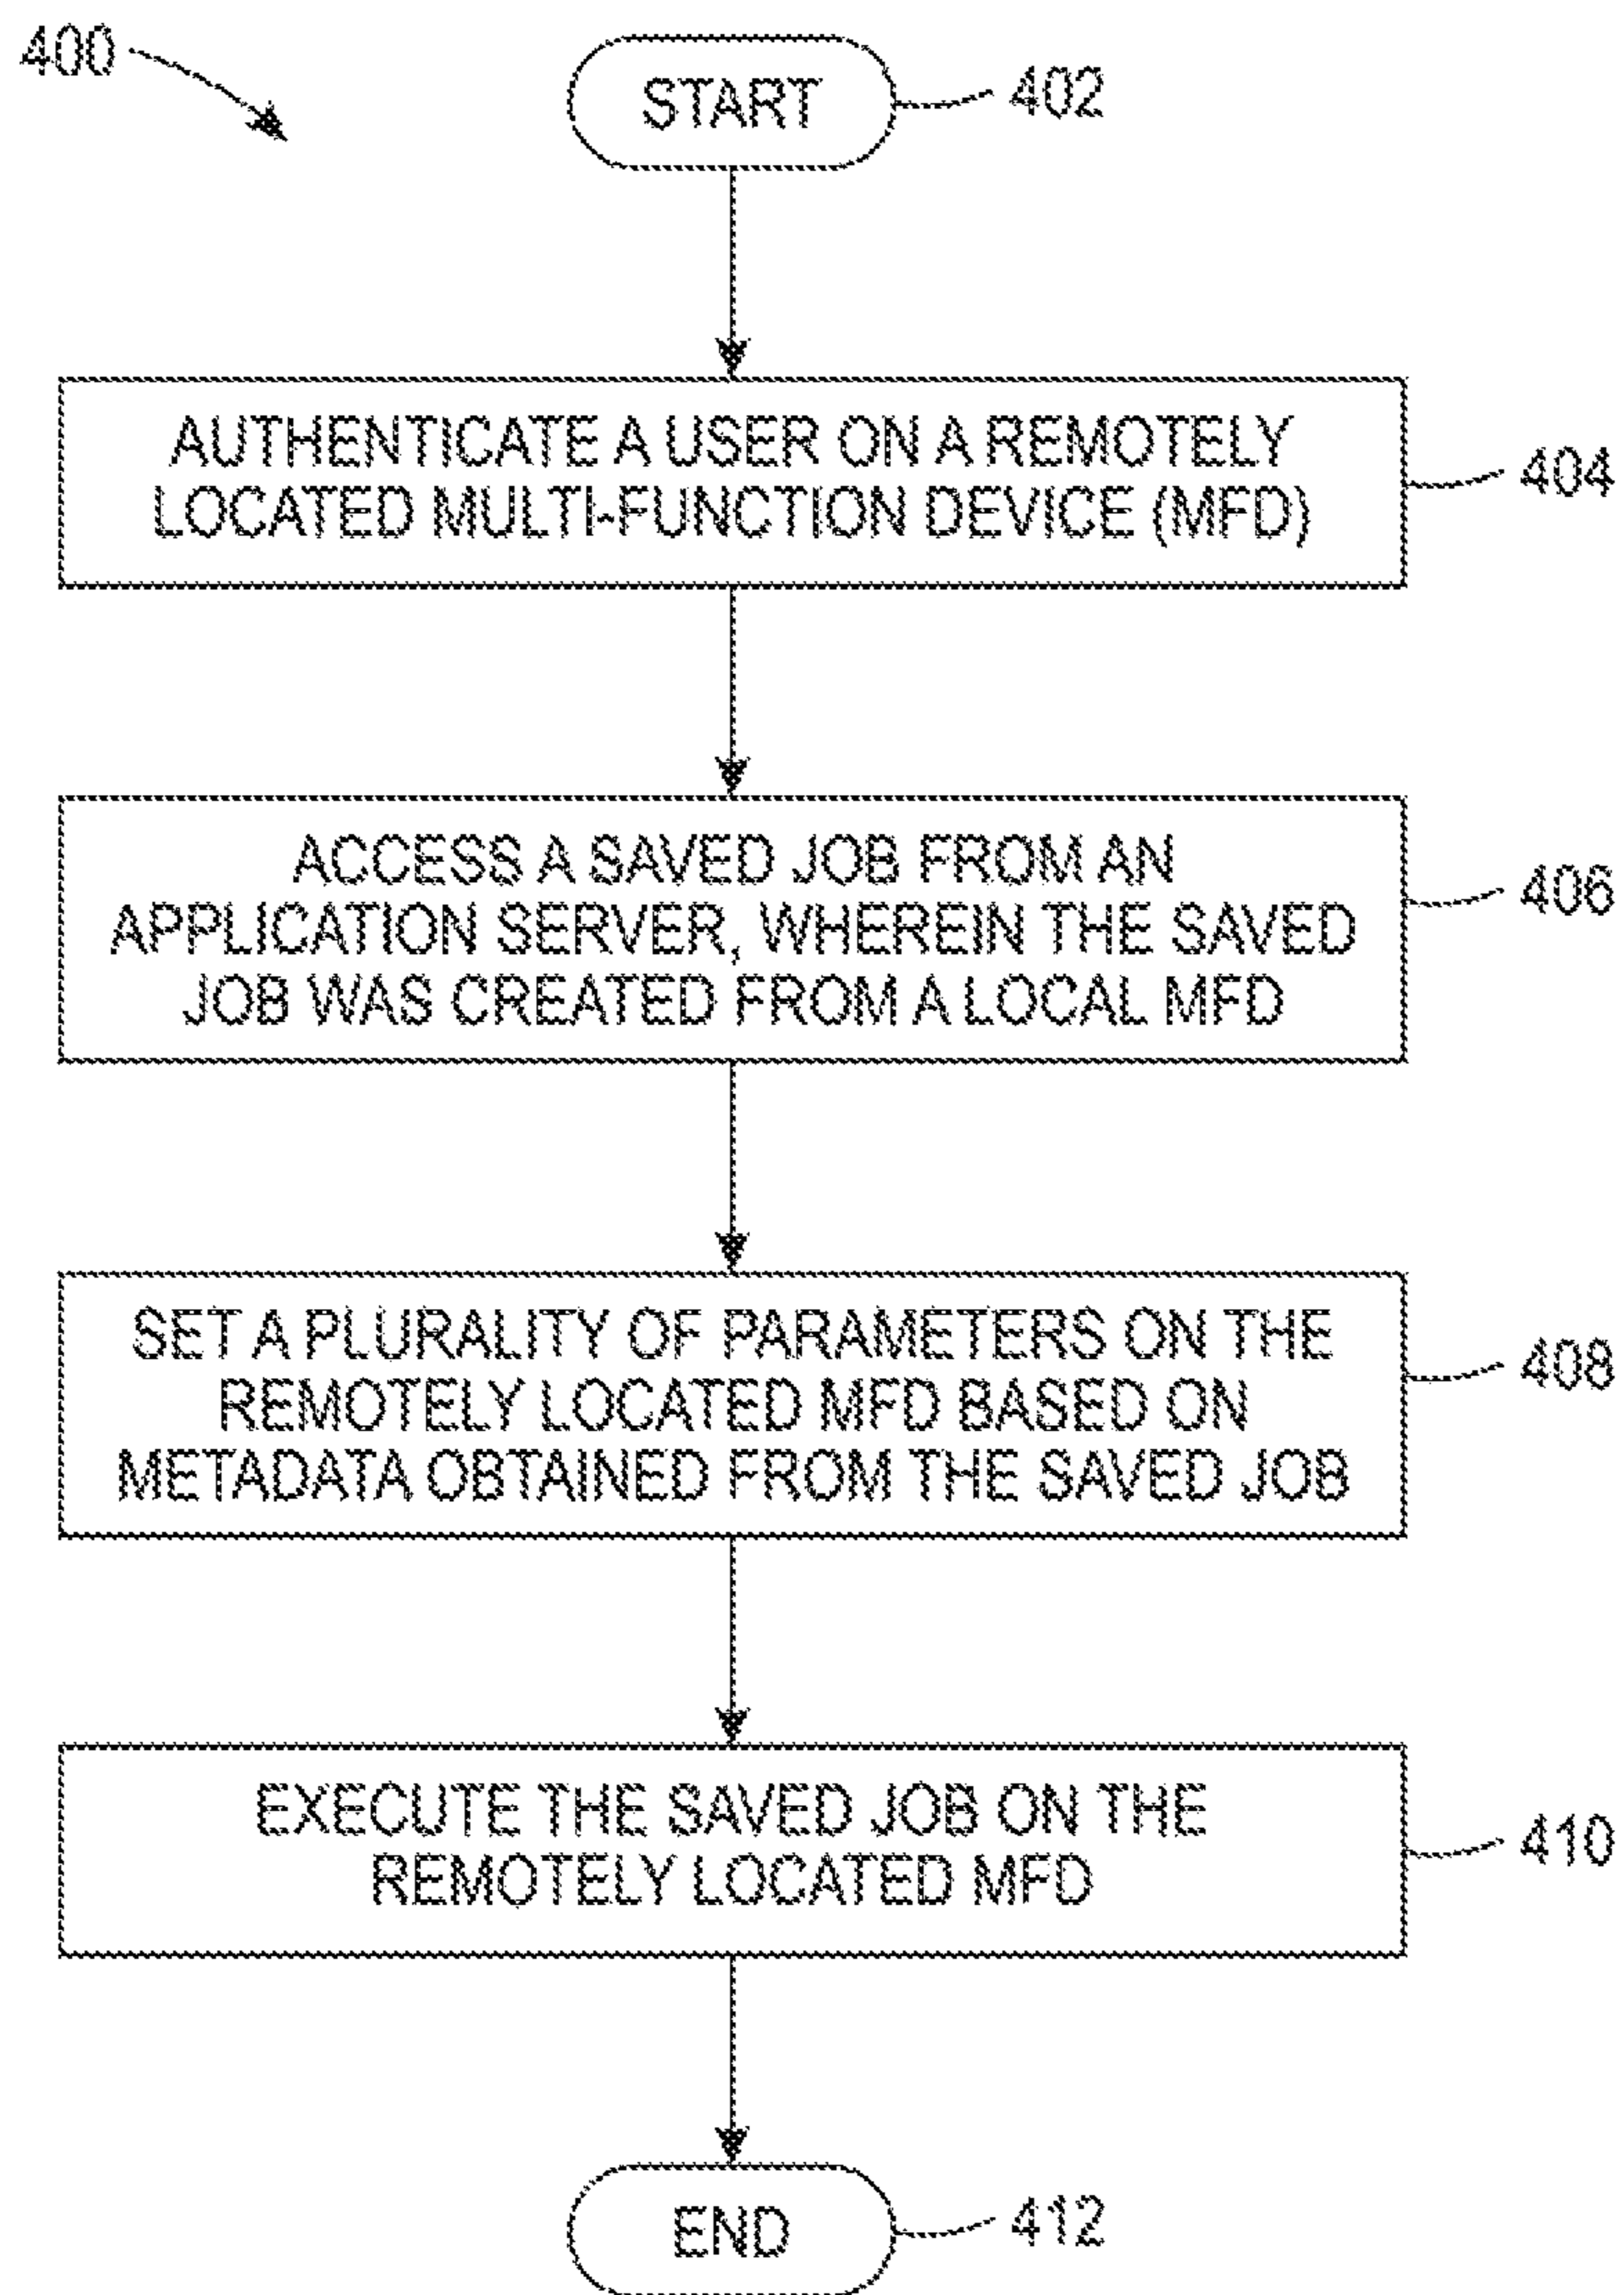 400
START
402
AUTHENTICATE A USER ON A REMOTELY
LOCATED MULTI-FUNCTION DEVICE (MFD)
404
ACCESS A SAVED JOB FROM AN
APPLICATION SERVER, WHEREIN THE SAVED
JOB WAS CREATED FROM A LOCAL MFD
406
SET A PLURALITY OF PARAMETERS ON THE
REMOTELY LOCATED MFD BASED ON
METADATA OBTAINED FROM THE SAVED JOB
408
EXECUTE THE SAVED JOB ON THE
REMOTELY LOCATED MFD
410
END
412